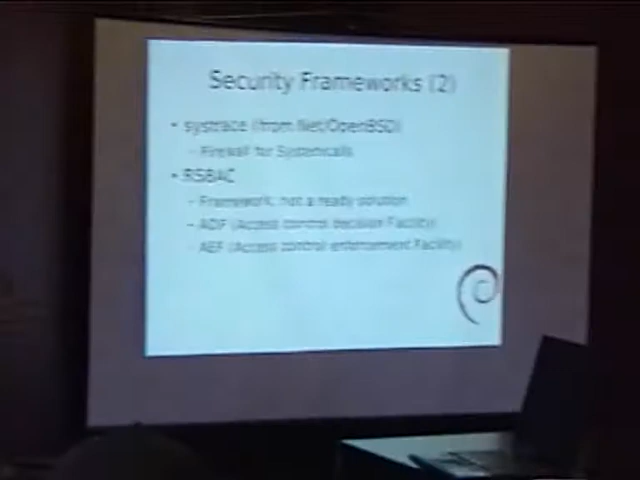 Security Frameworks (2)
• systrace (from Net/OpenBSD)
– Firewall for Systemcalls
• RSBAC
– Framework, not a ready solution
– ADF (Access control decision Facility)
– AEF (Access control enforcement Facility)